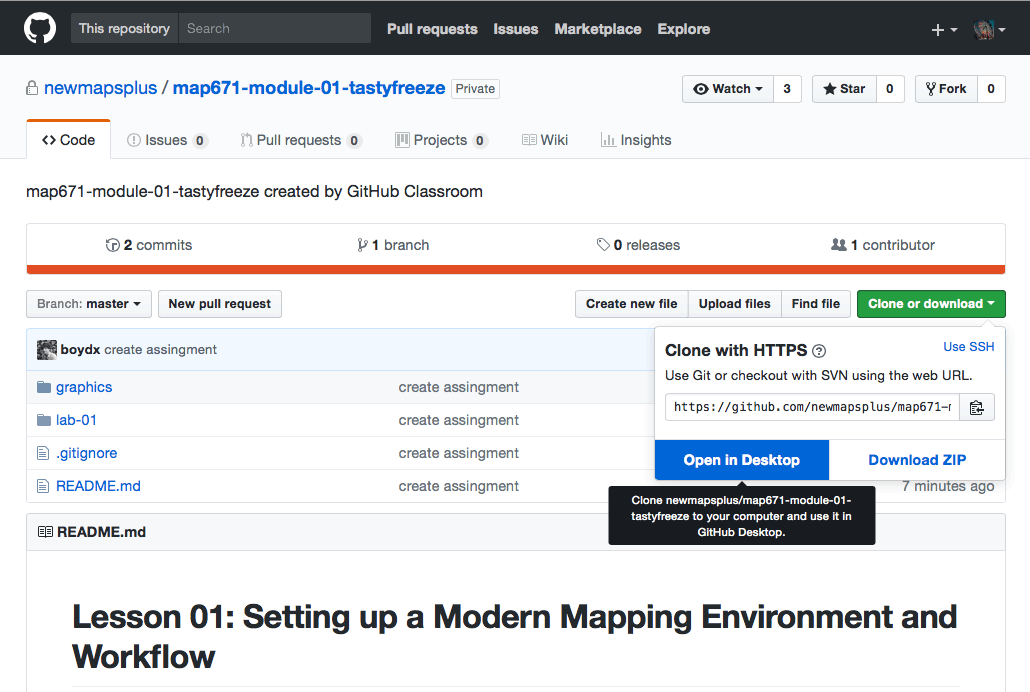 This repository Search Pull requests Issues Marketplace Explore
newmapsplus / map671-module-01-tastyfreeze Private Watch 3 Star 0 Fork 0
Code Issues 0 Pull requests 0 Projects 0 Wiki Insights
map671-module-01-tastyfreeze created by GitHub Classroom
2 commits 1 branch 0 releases 1 contributor
Branch: master New pull request Create new file Upload files Find file Clone or download
boydx create assingment
graphics create assingment
lab-01 create assingment
.gitignore create assingment
README.md create assingment 7 minutes ago
Clone with HTTPS ? Use SSH
Use Git or checkout with SVN using the web URL.
https://github.com/newmapsplus/map671-
Open in Desktop Download ZIP
Clone newmapsplus/map671-module-01-
tastyfreeze to your computer and use it in
GitHub Desktop.
README.md
Lesson 01: Setting up a Modern Mapping Environment and
Workflow